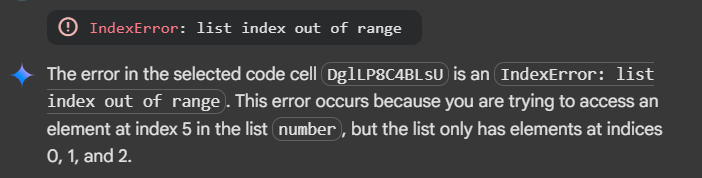 IndexError: list index out of range
The error in the selected code cell DglLP8C4BLsU is an IndexError: list
index out of range. This error occurs because you are trying to access an
element at index 5 in the list number, but the list only has elements at indices
0, 1, and 2.